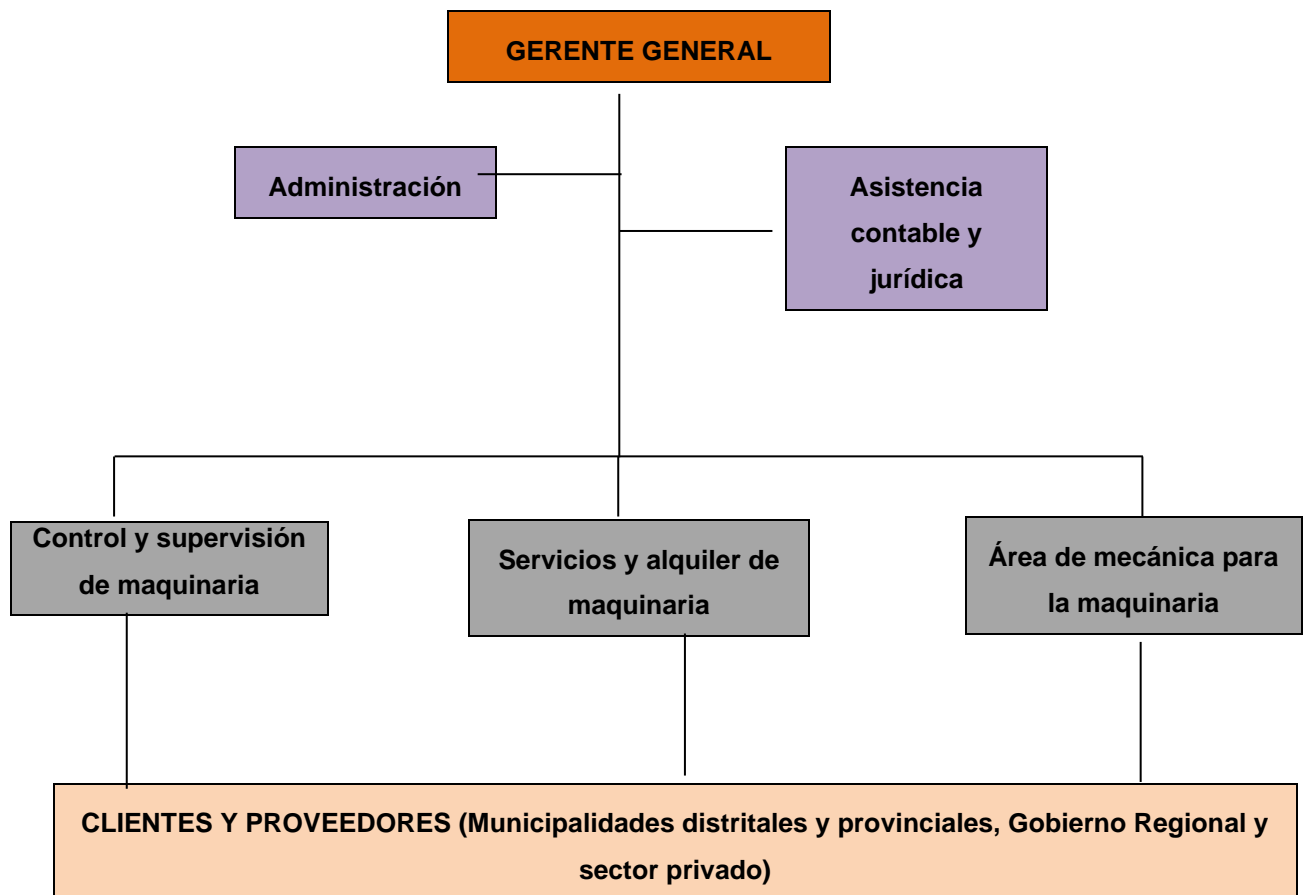 GERENTE GENERAL
Administración
Asistencia
contable y
jurídica
Control y supervisión
de maquinaria
Servicios y alquiler de
maquinaria
Área de mecánica para
la maquinaria
CLIENTES Y PROVEEDORES (Municipalidades distritales y provinciales, Gobierno Regional y
sector privado)